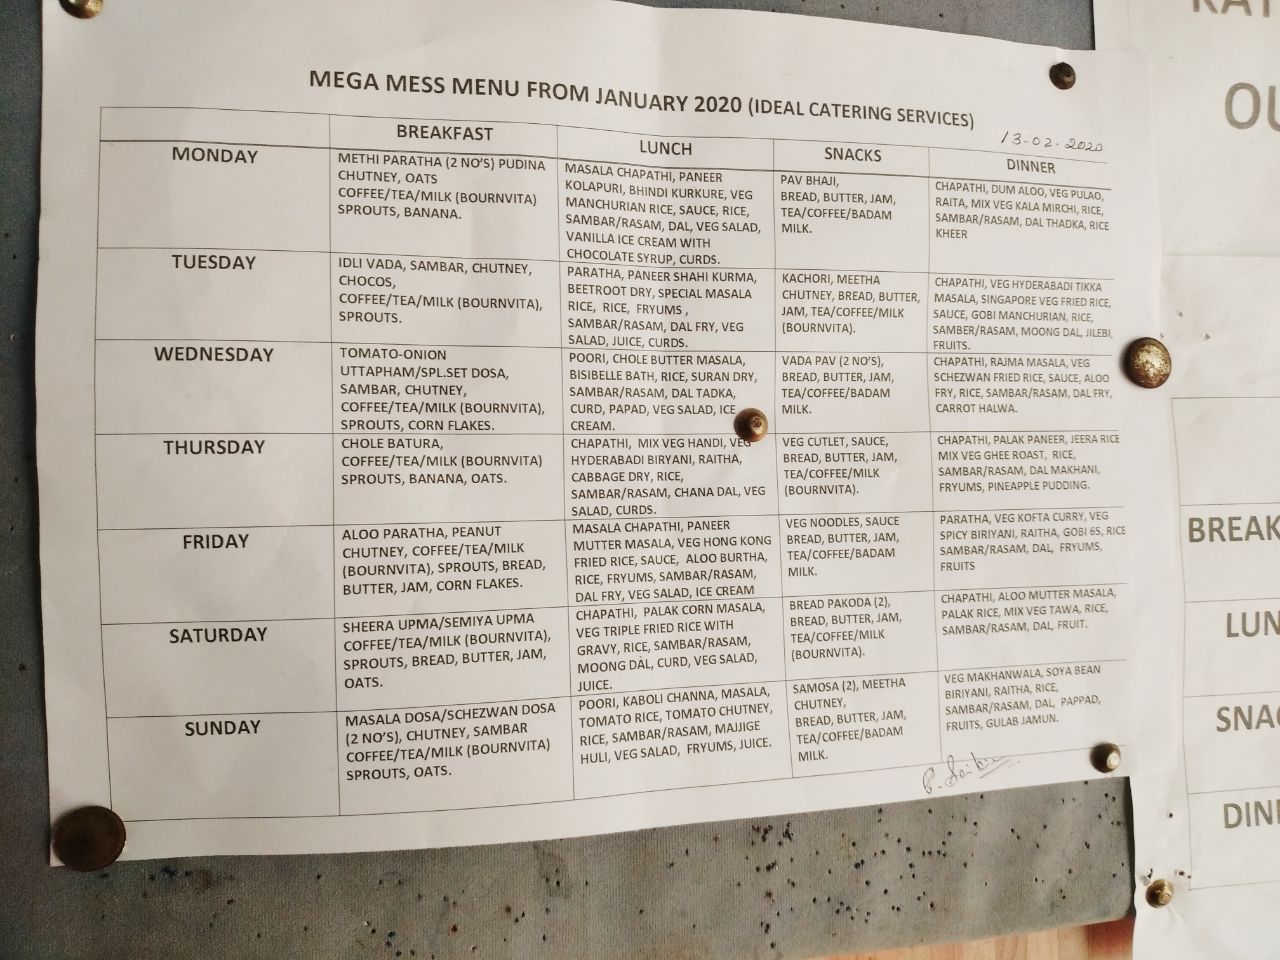 MEGA MESS MENU FROM JANUARY 2020 (IDEAL CATERING SERVICES)
13-02-2020
BREAKFAST
LUNCH
SNACKS
DINNER
MONDAY
METHI PARATHA (2 NO'S) PUDINA
CHUTNEY, OATS
COFFEE/TEA/MILK (BOURNVITA)
SPROUTS, BANANA.
MASALA CHAPATHI, PANEER
KOLAPURI, BHINDI KURKURE, VEG
MANCHURIAN RICE, SAUCE, RICE,
SAMBAR/RASAM, DAL, VEG SALAD,
VANILLA ICE CREAM WITH
CHOCOLATE SYRUP, CURDS.
PAV BHAJI,
BREAD, BUTTER, JAM,
TEA/COFFEE/BADAM
MILK.
CHAPATHI, DUM ALOO, VEG PULAO,
RAITA, MIX VEG KALA MIRCHI, RICE,
SAMBAR/RASAM, DAL THADKA, RICE
KHEER
TUESDAY
IDLI VADA, SAMBAR, CHUTNEY,
CHOCOS,
COFFEE/TEA/MILK (BOURNVITA),
SPROUTS.
PARATHA, PANEER SHAHI KURMA,
BEETROOT DRY, SPECIAL MASALA
RICE, RICE, FRYUMS ,
SAMBAR/RASAM, DAL FRY, VEG
SALAD, JUICE, CURDS.
KACHORI, MEETHA
CHUTNEY, BREAD, BUTTER,
JAM, TEA/COFFEE/MILK
(BOURNVITA).
CHAPATHI, VEG HYDERABADI TIKKA
MASALA, SINGAPORE VEG FRIED RICE,
SAUCE, GOBI MANCHURIAN, RICE,
SAMBER/RASAM, MOONG DAL, JILEBI,
FRUITS.
WEDNESDAY
TOMATO-ONION
UTTAPHAM/SPL.SET DOSA,
SAMBAR, CHUTNEY,
COFFEE/TEA/MILK (BOURNVITA),
SPROUTS, CORN FLAKES.
POORI, CHOLE BUTTER MASALA,
BISIBELLE BATH, RICE, SURAN DRY,
SAMBAR/RASAM, DAL TADKA,
CURD, PAPAD, VEG SALAD, ICE
CREAM.
VADA PAV (2 NO'S),
BREAD, BUTTER, JAM,
TEA/COFFEE/BADAM
MILK.
CHAPATHI, RAJMA MASALA, VEG
SCHEZWAN FRIED RICE, SAUCE, ALOO
FRY, RICE, SAMBAR/RASAM, DAL FRY,
CARROT HALWA.
THURSDAY
CHOLE BATURA,
COFFEE/TEA/MILK (BOURNVITA)
SPROUTS, BANANA, OATS.
CHAPATHI, MIX VEG HANDI, VEG
HYDERABADI BIRYANI, RAITHA,
CABBAGE DRY, RICE,
SAMBAR/RASAM, CHANA DAL, VEG
SALAD, CURDS.
VEG CUTLET, SAUCE,
BREAD, BUTTER, JAM,
TEA/COFFEE/MILK
(BOURNVITA).
CHAPATHI, PALAK PANEER, JEERA RICE
MIX VEG GHEE ROAST, RICE,
SAMBAR/RASAM, DAL MAKHANI,
FRYUMS, PINEAPPLE PUDDING.
FRIDAY
ALOO PARATHA, PEANUT
CHUTNEY, COFFEE/TEA/MILK
(BOURNVITA), SPROUTS, BREAD,
BUTTER, JAM, CORN FLAKES.
MASALA CHAPATHI, PANEER
MUTTER MASALA, VEG HONG KONG
FRIED RICE, SAUCE, ALOO BURTHA,
RICE, FRYUMS, SAMBAR/RASAM,
DAL FRY, VEG SALAD, ICE CREAM
VEG NOODLES, SAUCE
BREAD, BUTTER, JAM,
TEA/COFFEE/BADAM
MILK.
PARATHA, VEG KOFTA CURRY, VEG
SPICY BIRIYANI, RAITHA, GOBI 65, RICE
SAMBAR/RASAM, DAL, FRYUMS,
FRUITS
SATURDAY
SHEERA UPMA/SEMIYA UPMA
COFFEE/TEA/MILK (BOURNVITA),
SPROUTS, BREAD, BUTTER, JAM,
OATS.
CHAPATHI, PALAK CORN MASALA,
VEG TRIPLE FRIED RICE WITH
GRAVY, RICE, SAMBAR/RASAM,
MOONG DAL, CURD, VEG SALAD,
JUICE.
BREAD PAKODA (2),
BREAD, BUTTER, JAM,
TEA/COFFEE/MILK
(BOURNVITA).
CHAPATHI, ALOO MUTTER MASALA,
PALAK RICE, MIX VEG TAWA, RICE,
SAMBAR/RASAM, DAL, FRUIT.
SUNDAY
MASALA DOSA/SCHEZWAN DOSA
(2 NO'S), CHUTNEY, SAMBAR
COFFEE/TEA/MILK (BOURNVITA)
SPROUTS, OATS.
POORI, KABOLI CHANNA, MASALA,
TOMATO RICE, TOMATO CHUTNEY,
RICE, SAMBAR/RASAM, MAJJIGE
HULI, VEG SALAD, FRYUMS, JUICE.
SAMOSA (2), MEETHA
CHUTNEY,
BREAD, BUTTER, JAM,
TEA/COFFEE/BADAM
MILK.
VEG MAKHANWALA, SOYA BEAN
BIRIYANI, RAITHA, RICE,
SAMBAR/RASAM, DAL, PAPPAD,
FRUITS, GULAB JAMUN.
OU
BREAK
LUN
SNAC
DIN